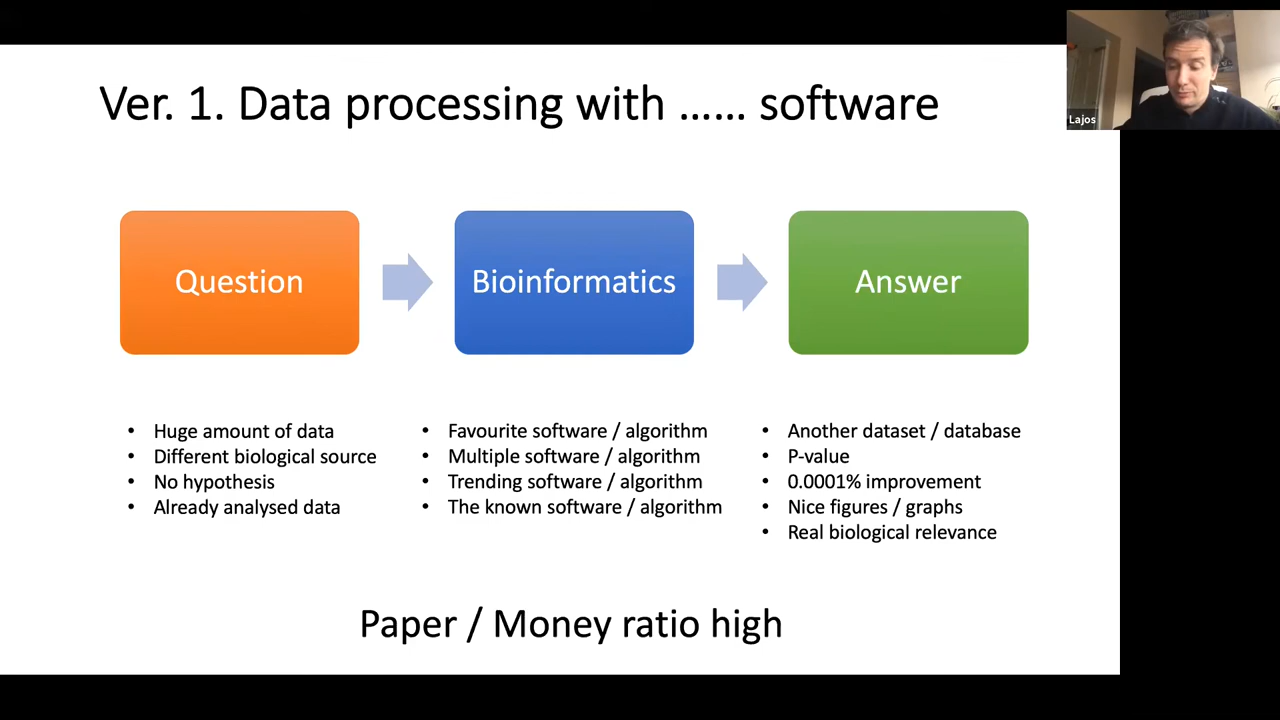 Ver. 1. Data processing with …… software
Lajos
Question
Bioinformatics
Answer
• Huge amount of data
• Different biological source
• No hypothesis
• Already analysed data
• Favourite software / algorithm
• Multiple software / algorithm
• Trending software / algorithm
• The known software / algorithm
• Another dataset / database
• P-value
• 0.0001% improvement
• Nice figures / graphs
• Real biological relevance
Paper / Money ratio high